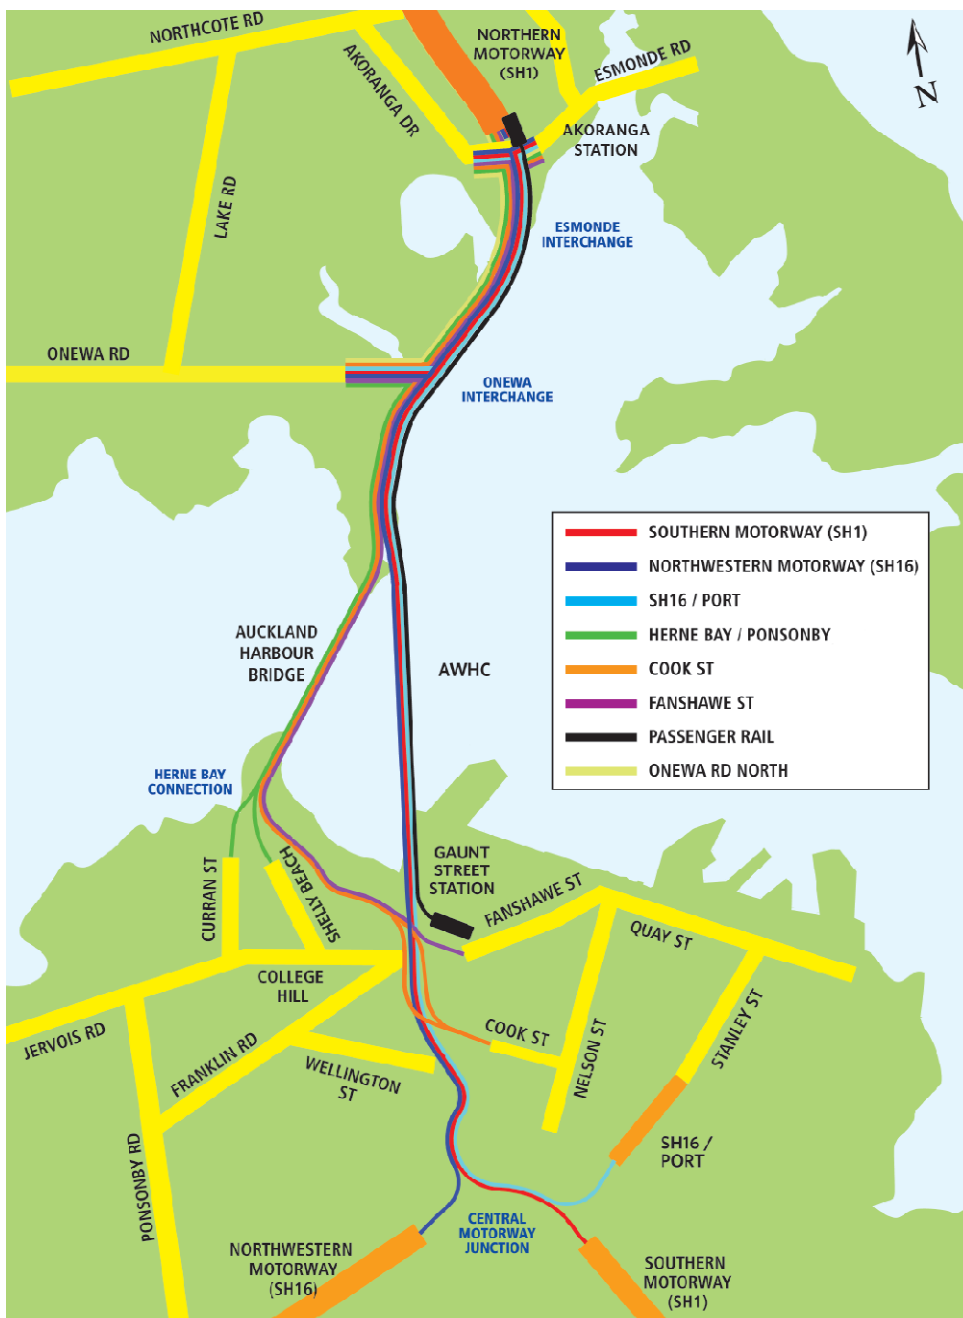 NORTHCOTE RD
NORTHERN
MOTORWAY
(SH1)
AKORANGA DR
ESMONDE RD
N
AKORANGA
STATION
LAKE RD
ESMONDE
INTERCHANGE
ONEWA RD
ONEWA
INTERCHANGE
SOUTHERN MOTORWAY (SH1)
NORTHWESTERN MOTORWAY (SH16)
SH16 / PORT
HERNE BAY / PONSONBY
COOK ST
FANSHAWE ST
PASSENGER RAIL
ONEWA RD NORTH
AUCKLAND
HARBOUR
BRIDGE
AWHC
HERNE BAY
CONNECTION
GAUNT
STREET
STATION
CURRAN ST
SHELLY BEACH
FANSHAWE ST
QUAY ST
COLLEGE
HILL
JERVOIS RD
FRANKLIN RD
WELLINGTON
ST
COOK ST
NELSON ST
STANLEY ST
PONSONBY RD
SH16 /
PORT
CENTRAL
MOTORWAY
JUNCTION
NORTHWESTERN
MOTORWAY
(SH16)
SOUTHERN
MOTORWAY
(SH1)